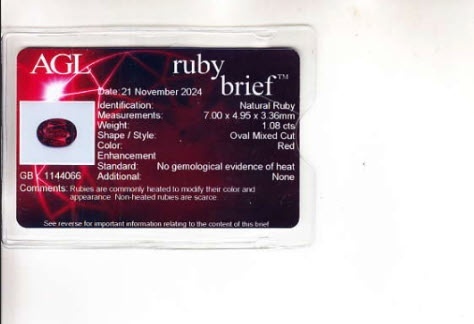 AGL ruby brief™
Date: 21 November 2024
Identification: Natural Ruby
Measurements: 7.00 x 4.95 x 3.36mm
Weight: 1.08 cts
Shape / Style: Oval Mixed Cut
Color: Red
Enhancement
Standard: No gemological evidence of heat
Additional: None
GB 1144066
Comments: Rubies are commonly heated to modify their color and
appearance. Non-heated rubies are scarce.
See reverse for important information relating to the content of this brief